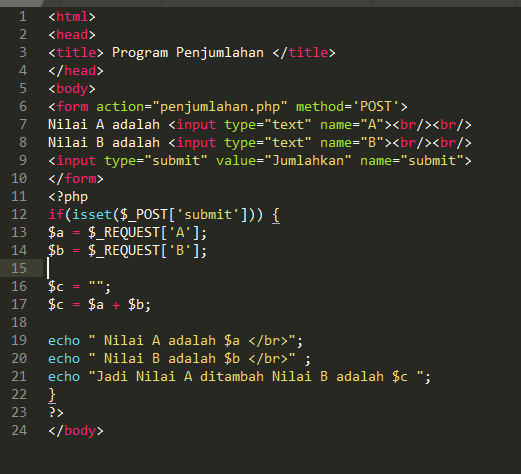 1 <html>
2 <head>
3 <title> Program Penjumlahan </title>
4 </head>
5 <body>
6 <form action="penjumlahan.php" method='POST'>
7 Nilai A adalah <input type="text" name="A"><br/><br/>
8 Nilai B adalah <input type="text" name="B"><br/><br/>
9 <input type="submit" value="Jumlahkan" name="submit">
10 </form>
11 <?php
12 if(isset($_POST['submit'])) {
13 $a = $_REQUEST['A'];
14 $b = $_REQUEST['B'];
15
16 $c = "";
17 $c = $a + $b;
18
19 echo " Nilai A adalah $a </br>";
20 echo " Nilai B adalah $b </br>" ;
21 echo "Jadi Nilai A ditambah Nilai B adalah $c ";
22 }
23 ?>
24 </body>